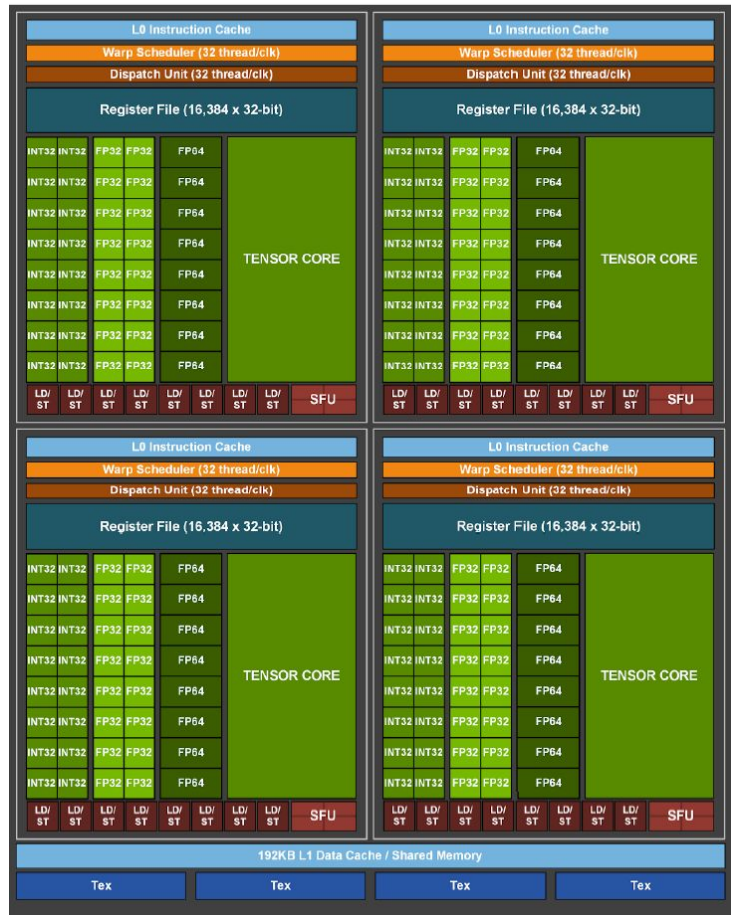 L0 Instruction Cache
Warp Scheduler (32 thread/clk)
Dispatch Unit (32 thread/clk)
Register File (16,384 x 32-bit)
INT32 INT32 FP32 FP32 FP64
INT32 INT32 FP32 FP32 FP64
INT32 INT32 FP32 FP32 FP64
INT32 INT32 FP32 FP32 FP64
TENSOR CORE
INT32 INT32 FP32 FP32 FP64
INT32 INT32 FP32 FP32 FP64
INT32 INT32 FP32 FP32 FP64
INT32 INT32 FP32 FP32 FP64
LD/ LD/ LD/ LD/ LD/ LD/ LD/ LD/
ST ST ST ST ST ST ST ST
SFU
L0 Instruction Cache
Warp Scheduler (32 thread/clk)
Dispatch Unit (32 thread/clk)
Register File (16,384 x 32-bit)
INT32 INT32 FP32 FP32 FP64
INT32 INT32 FP32 FP32 FP64
INT32 INT32 FP32 FP32 FP64
INT32 INT32 FP32 FP32 FP64
TENSOR CORE
INT32 INT32 FP32 FP32 FP64
INT32 INT32 FP32 FP32 FP64
INT32 INT32 FP32 FP32 FP64
INT32 INT32 FP32 FP32 FP64
LD/ LD/ LD/ LD/ LD/ LD/ LD/ LD/
ST ST ST ST ST ST ST ST
SFU
L0 Instruction Cache
Warp Scheduler (32 thread/clk)
Dispatch Unit (32 thread/clk)
Register File (16,384 x 32-bit)
INT32 INT32 FP32 FP32 FP64
INT32 INT32 FP32 FP32 FP64
INT32 INT32 FP32 FP32 FP64
INT32 INT32 FP32 FP32 FP64
TENSOR CORE
INT32 INT32 FP32 FP32 FP64
INT32 INT32 FP32 FP32 FP64
INT32 INT32 FP32 FP32 FP64
INT32 INT32 FP32 FP32 FP64
LD/ LD/ LD/ LD/ LD/ LD/ LD/ LD/
ST ST ST ST ST ST ST ST
SFU
L0 Instruction Cache
Warp Scheduler (32 thread/clk)
Dispatch Unit (32 thread/clk)
Register File (16,384 x 32-bit)
INT32 INT32 FP32 FP32 FP64
INT32 INT32 FP32 FP32 FP64
INT32 INT32 FP32 FP32 FP64
INT32 INT32 FP32 FP32 FP64
TENSOR CORE
INT32 INT32 FP32 FP32 FP64
INT32 INT32 FP32 FP32 FP64
INT32 INT32 FP32 FP32 FP64
INT32 INT32 FP32 FP32 FP64
LD/ LD/ LD/ LD/ LD/ LD/ LD/ LD/
ST ST ST ST ST ST ST ST
SFU
192KB L1 Data Cache / Shared Memory
Tex Tex Tex Tex